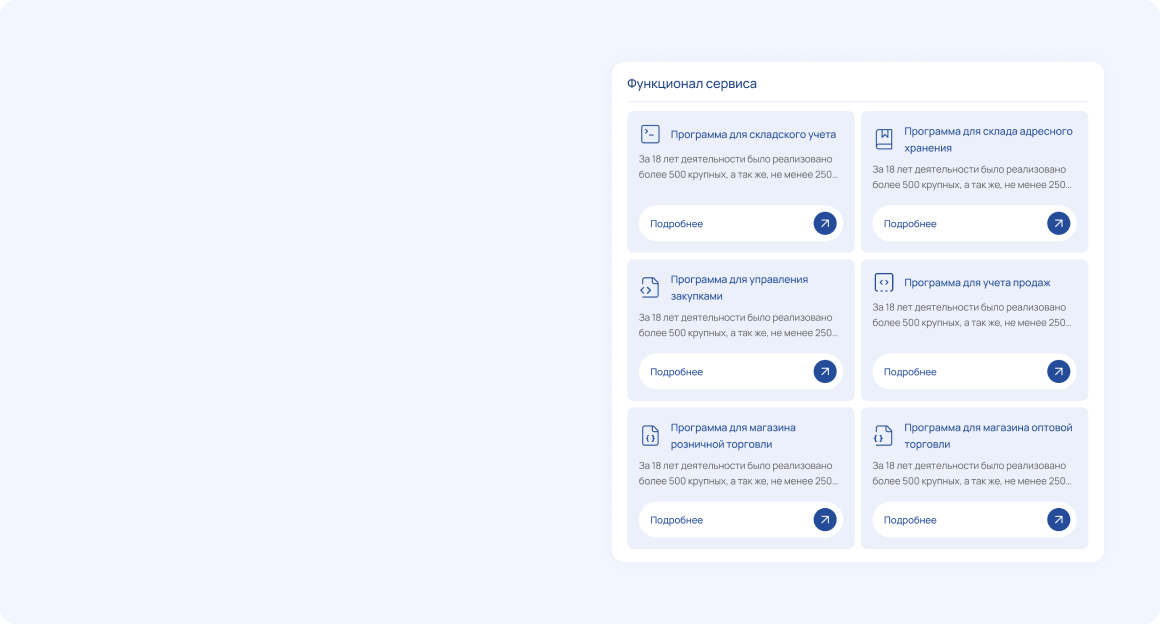 Функционал сервиса
Программа для складского учета
За 18 лет деятельности было реализовано
более 500 крупных, а так же, не менее 250...
Подробнее
Программа для склада адресного
хранения
За 18 лет деятельности было реализовано
более 500 крупных, а так же, не менее 250...
Подробнее
Программа для управления
закупками
За 18 лет деятельности было реализовано
более 500 крупных, а так же, не менее 250...
Подробнее
Программа для учета продаж
За 18 лет деятельности было реализовано
более 500 крупных, а так же, не менее 250...
Подробнее
Программа для магазина
розничной торговли
За 18 лет деятельности было реализовано
более 500 крупных, а так же, не менее 250...
Подробнее
Программа для магазина оптовой
торговли
За 18 лет деятельности было реализовано
более 500 крупных, а так же, не менее 250...
Подробнее